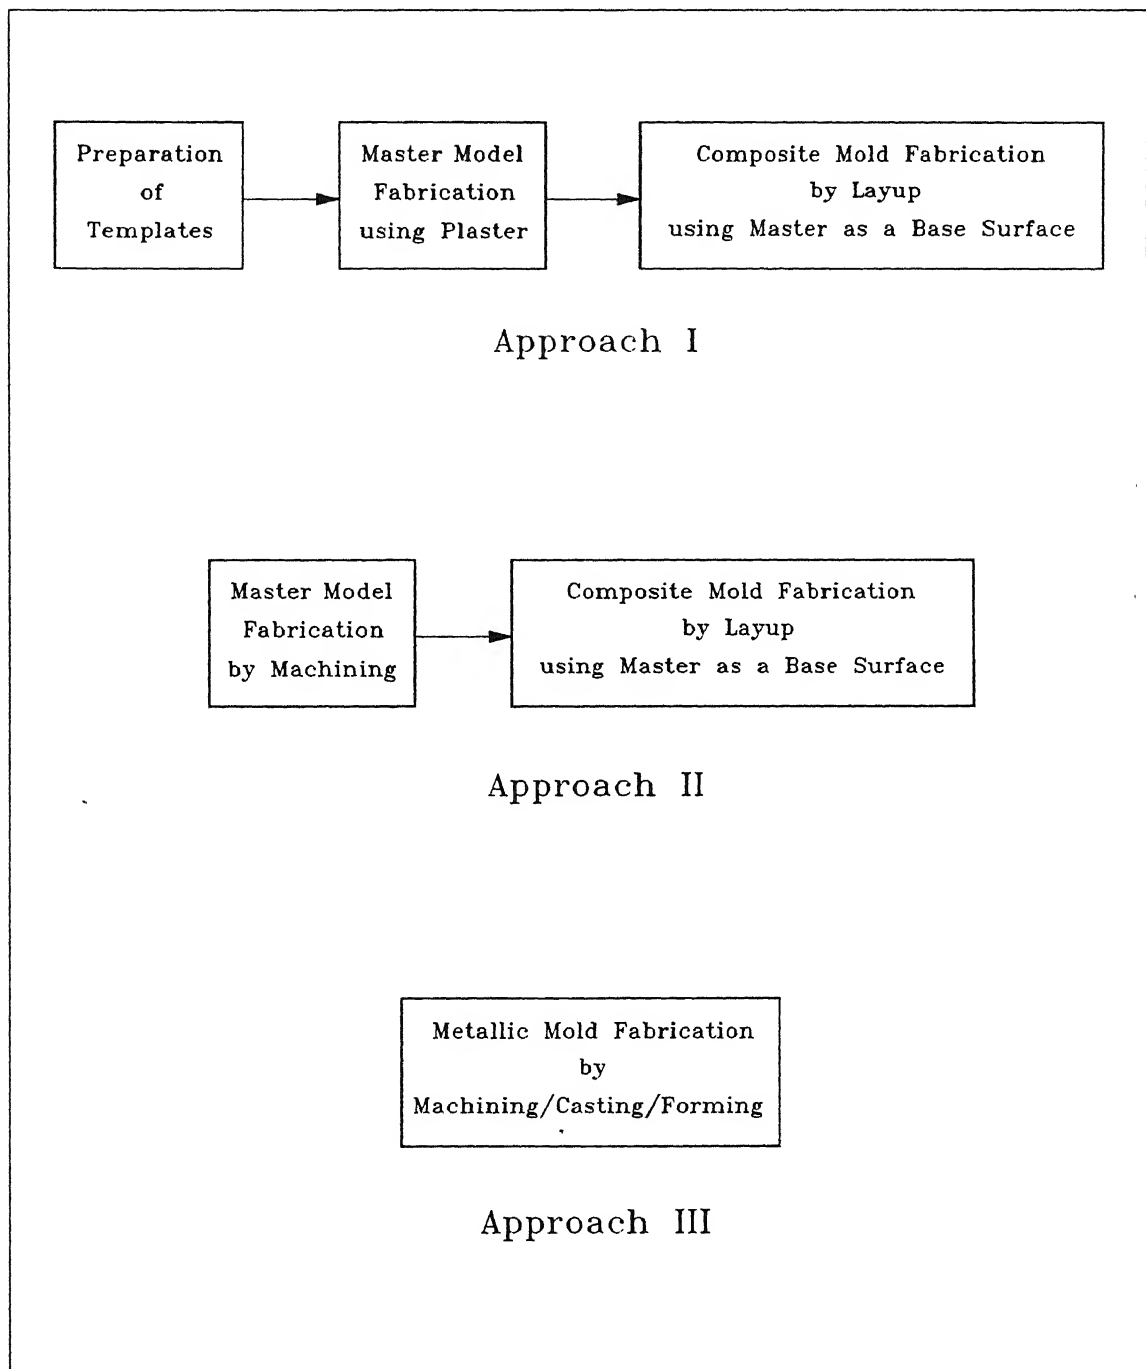 Preparation
of
Templates
Master Model
Fabrication
using Plaster
Composite Mold Fabrication
by Layup
using Master as a Base Surface
Approach I
Master Model
Fabrication
by Machining
Composite Mold Fabrication
by Layup
using Master as a Base Surface
Approach II
Metallic Mold Fabrication
by
Machining/Casting/Forming
Approach III